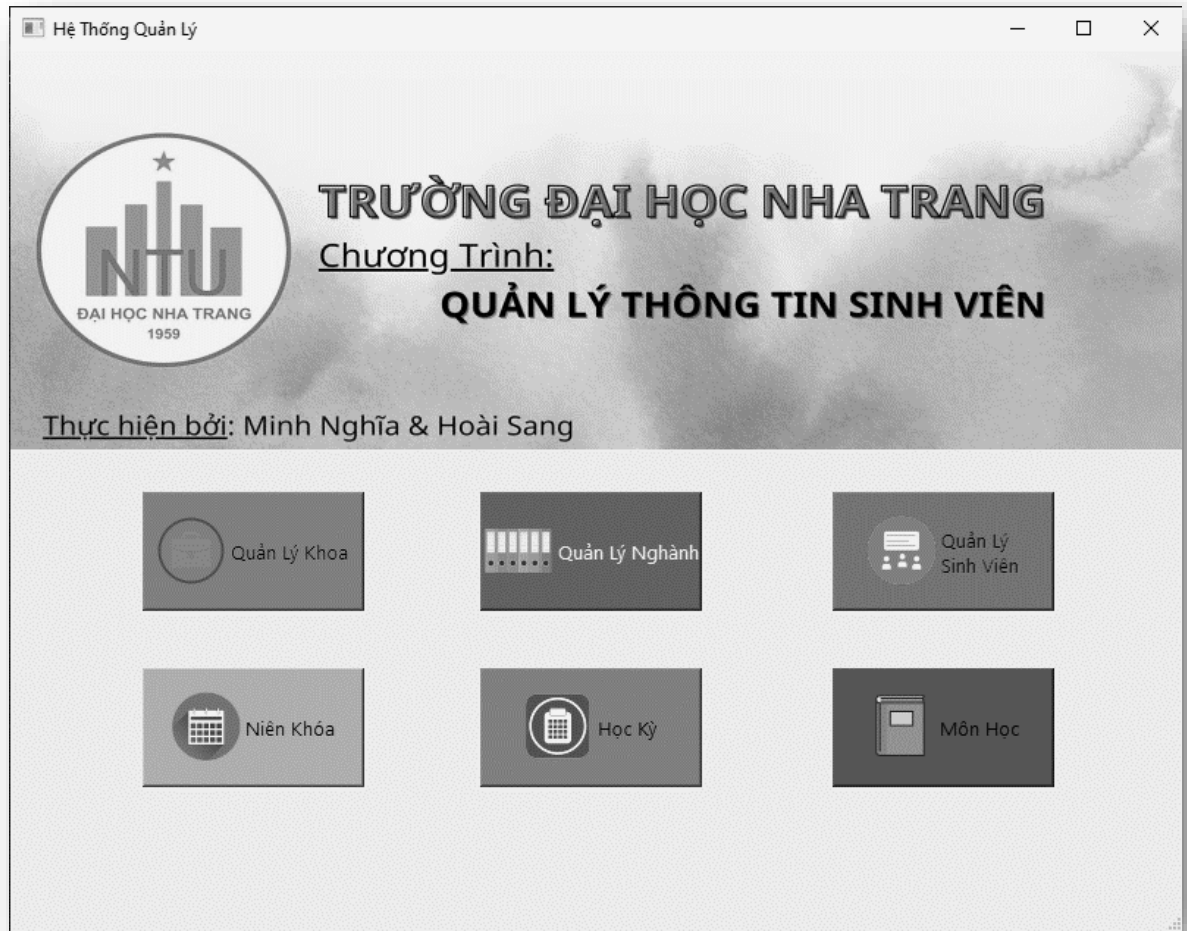 Hệ Thống Quản Lý
TRƯỜNG ĐẠI HỌC NHA TRANG
Chương Trình:
QUẢN LÝ THÔNG TIN SINH VIÊN
NTU
ĐẠI HỌC NHA TRANG
1959
Thực hiện bởi: Minh Nghĩa & Hoài Sang
Quản Lý Khoa
Quản Lý Nghành
Quản Lý
Sinh Viên
Niên Khóa
Học Kỳ
Môn Học